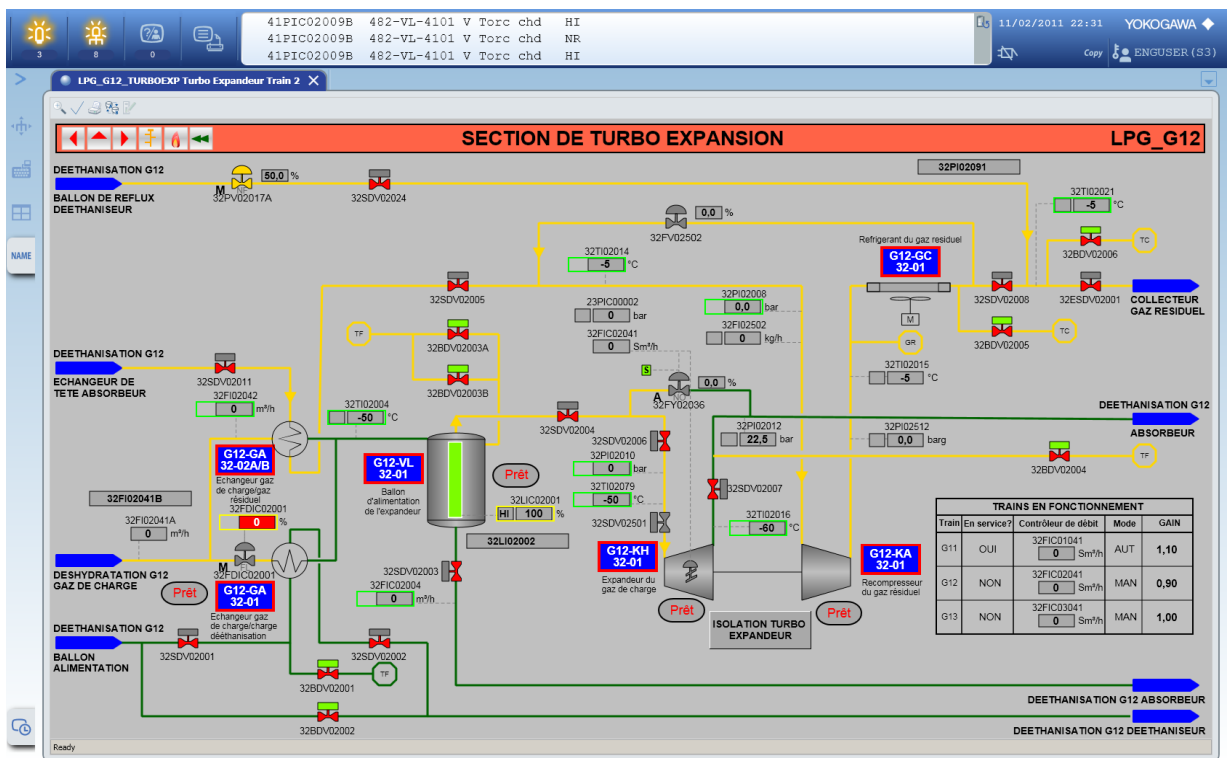 41PIC02009B 482-VL-4101 V Torc chd HI
41PIC02009B 482-VL-4101 V Torc chd NR
41PIC02009B 482-VL-4101 V Torc chd HI
11/02/2011 22:31 YOKOGAWA
3 8 0
Copy ENGUSER (S3)
LPG_G12_TURBOEXP Turbo Expandeur Train 2
NAME
SECTION DE TURBO EXPANSION
LPG_G12
DEETHANISATION G12
BALLON DE REFLUX
DEETHANISEUR
M
50,0 %
32PV02017A
32SDV02024
32PI02091
32TI02021
-5 °C
0,0 %
32FV02502
Refrigerant du gaz residuel
G12-GC
32-01
TC
32BDV02006
32TI02014
-5 °C
32SDV02005
23PIC00002
0 bar
32FIC02041
0 Sm³/h
32PI02008
0,0 bar
32FI02502
0 kg/h
M
32SDV02008
32ESDV02001
COLLECTEUR
GAZ RESIDUEL
TF
32BDV02003A
GR
32BDV02005
TC
DEETHANISATION G12
ECHANGEUR DE
TETE ABSORBEUR
32SDV02011
32BDV02003B
S
0,0 %
A
32FY02036
32TI02015
-5 °C
32FI02042
0 m³/h
32TI02004
-50 °C
32SDV02004
DEETHANISATION G12
ABSORBEUR
32PI02012
22,5 bar
32PI02512
0,0 barg
G12-GA
32-02A/B
Echangeur gaz
de charge/gaz
résiduel
G12-VL
32-01
Ballon
d'alimentation
de l'expandeur
Prêt
32SDV02006
32PI02010
0 bar
32TI02079
-50 °C
32SDV02501
32BDV02004
TF
32SDV02007
32FI02041B
32FDIC02001
0 %
32LIC02001
HI 100 %
32LI02002
32TI02016
-60 °C
32FI02041A
0 m³/h
DESHYDRATATION G12
GAZ DE CHARGE
M
32FDIC02001
Prêt
G12-GA
32-01
Echangeur gaz
de charge/charge
dééthanisation
32SDV02003
32FIC02004
0 m³/h
G12-KH
32-01
Expandeur du
gaz de charge
Prêt
G12-KA
32-01
Recompresseur
du gaz résiduel
Prêt
ISOLATION TURBO
EXPANDEUR
TRAINS EN FONCTIONNEMENT
Train En service? Contrôleur de débit Mode GAIN
G11 OUI 32FIC01041 0 Sm³/h AUT 1,10
G12 NON 32FIC02041 0 Sm³/h MAN 0,90
G13 NON 32FIC03041 0 Sm³/h MAN 1,00
DEETHANISATION G12
BALLON
ALIMENTATION
32SDV02001
32SDV02002
32BDV02001
TF
32BDV02002
DEETHANISATION G12 ABSORBEUR
DEETHANISATION G12 DEETHANISEUR
Ready